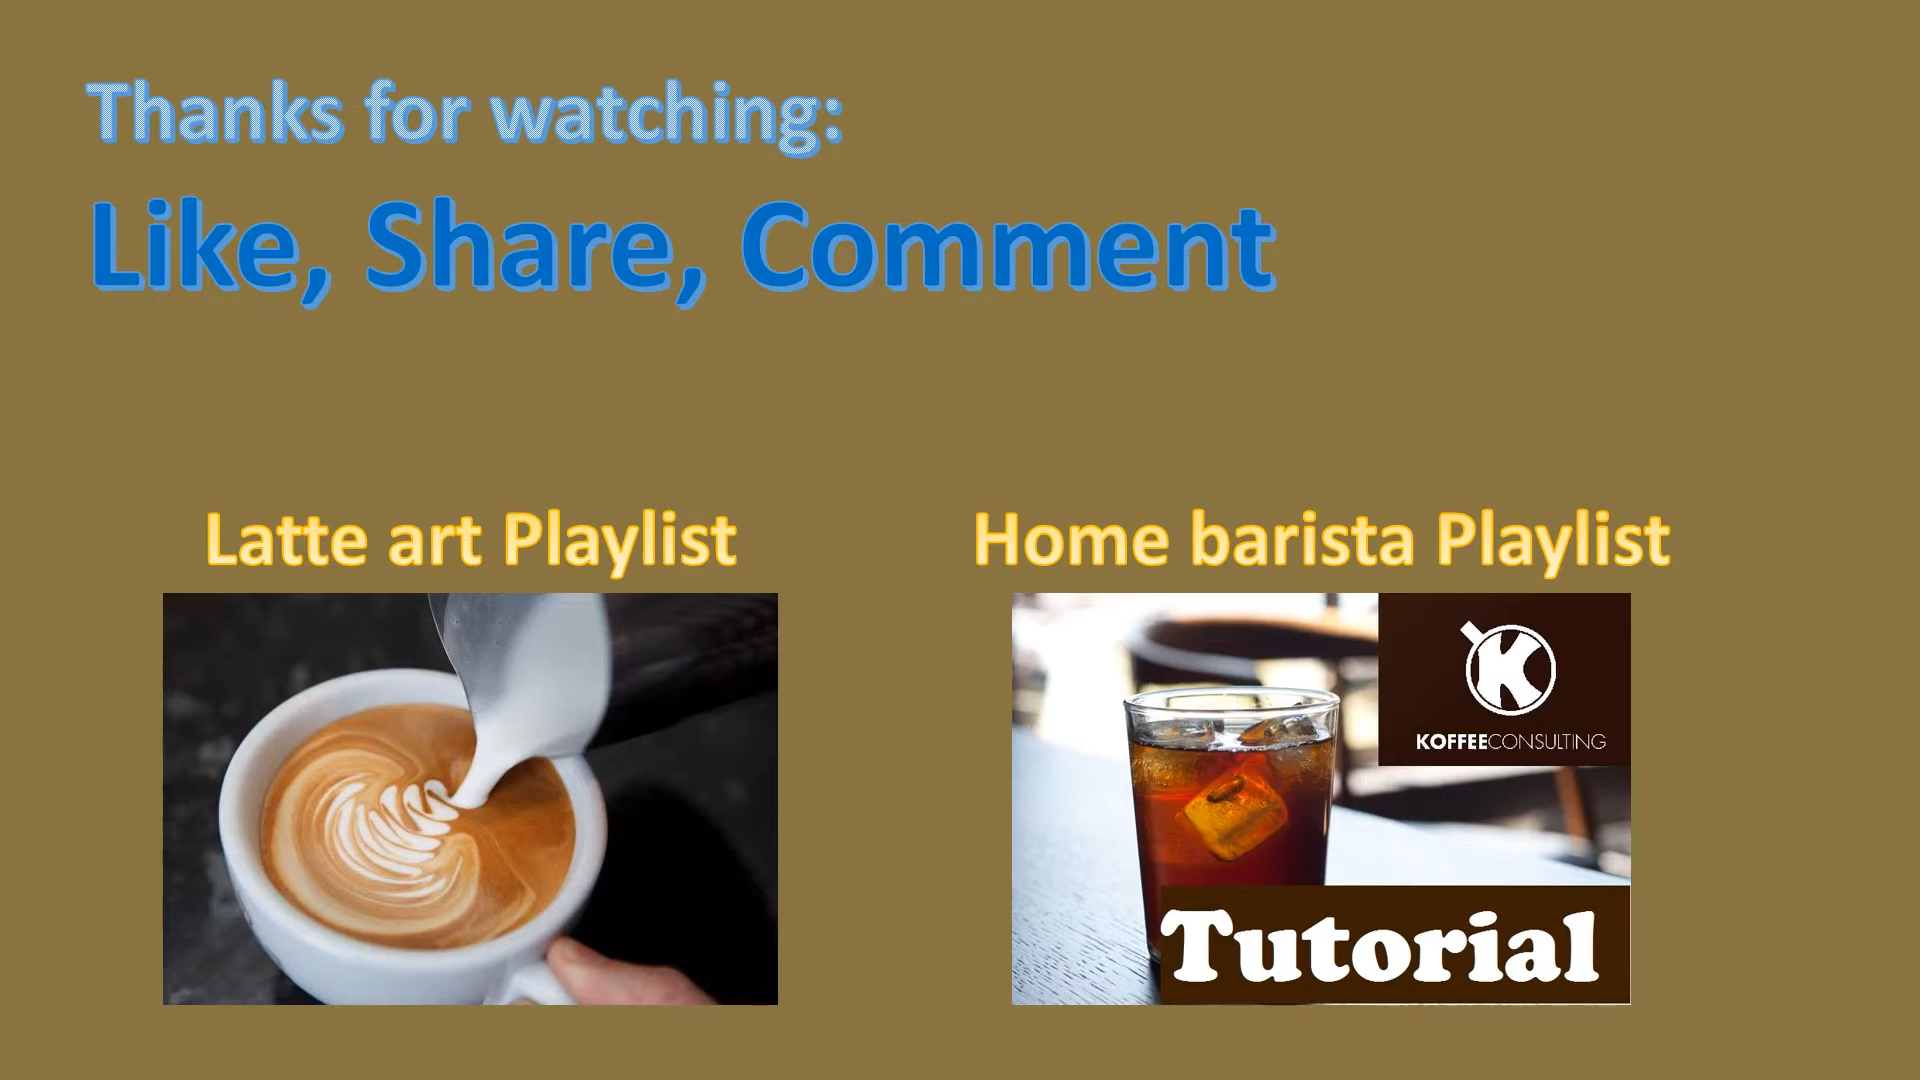 Thanks for watching:
Like, Share, Comment
Latte art Playlist
Home barista Playlist
K
KOFFEECONSULTING
Tutorial